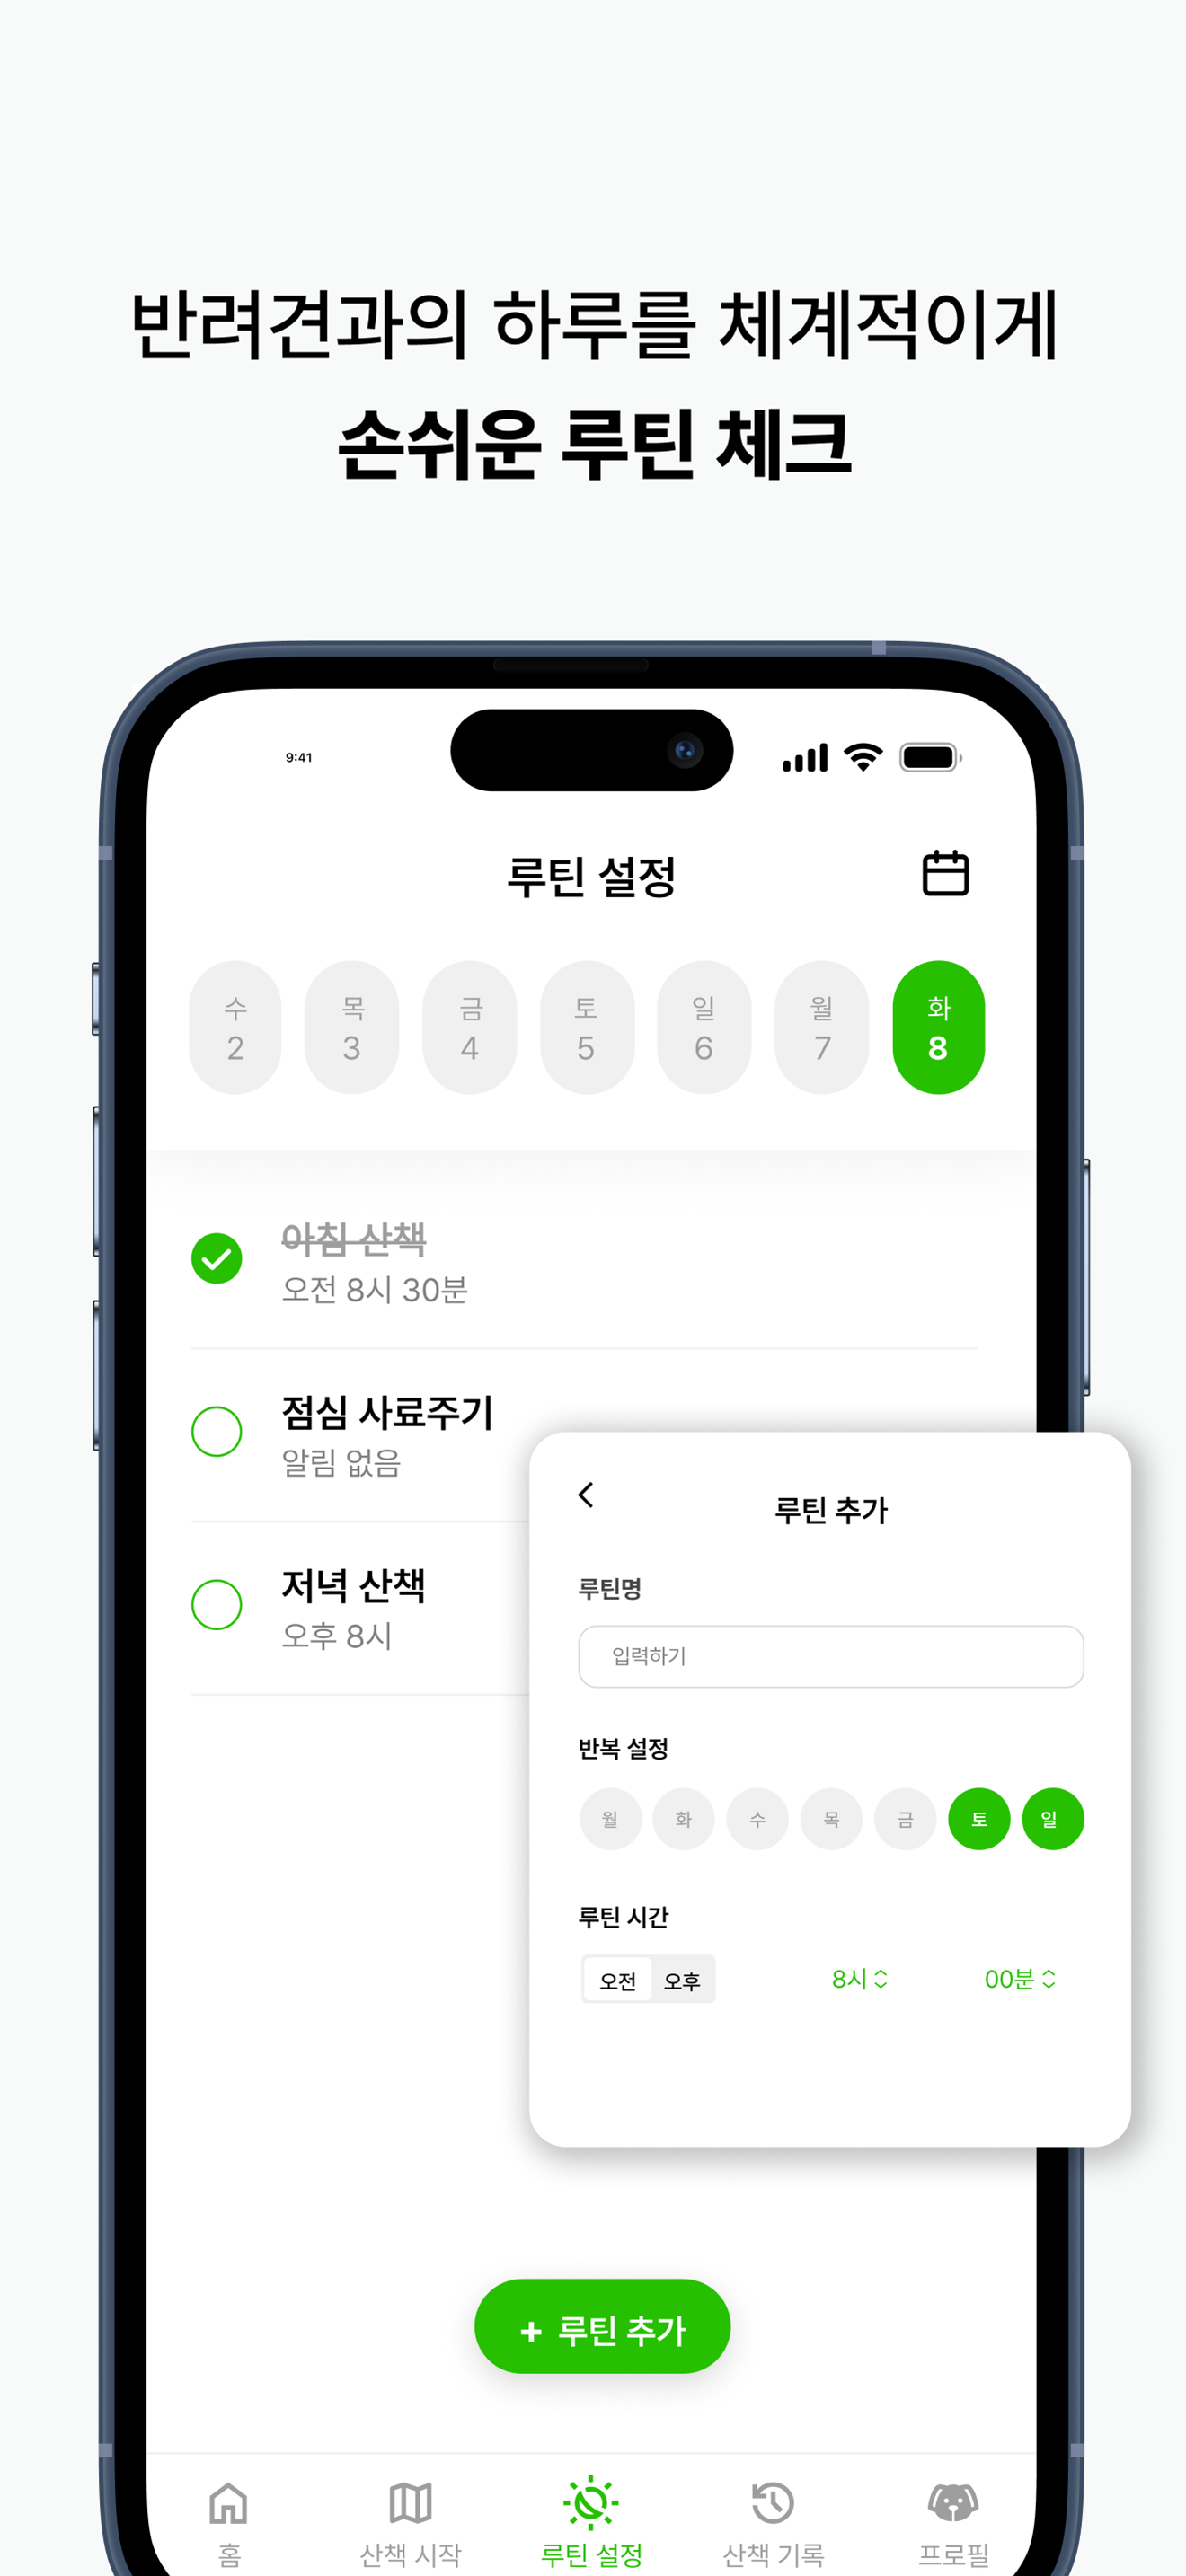 반려견과의 하루를 체계적이게
손쉬운 루틴 체크
9:41
루틴 설정
수 목 금 토 일 월 화
2 3 4 5 6 7 8
아침 산책
오전 8시 30분
점심 사료주기
알림 없음
저녁 산책
오후 8시
루틴 추가
루틴명
입력하기
반복 설정
월 화 수 목 금 토 일
루틴 시간
오전 오후 8시 00분
+ 루틴 추가
홈 산책 시작 루틴 설정 산책 기록 프로필